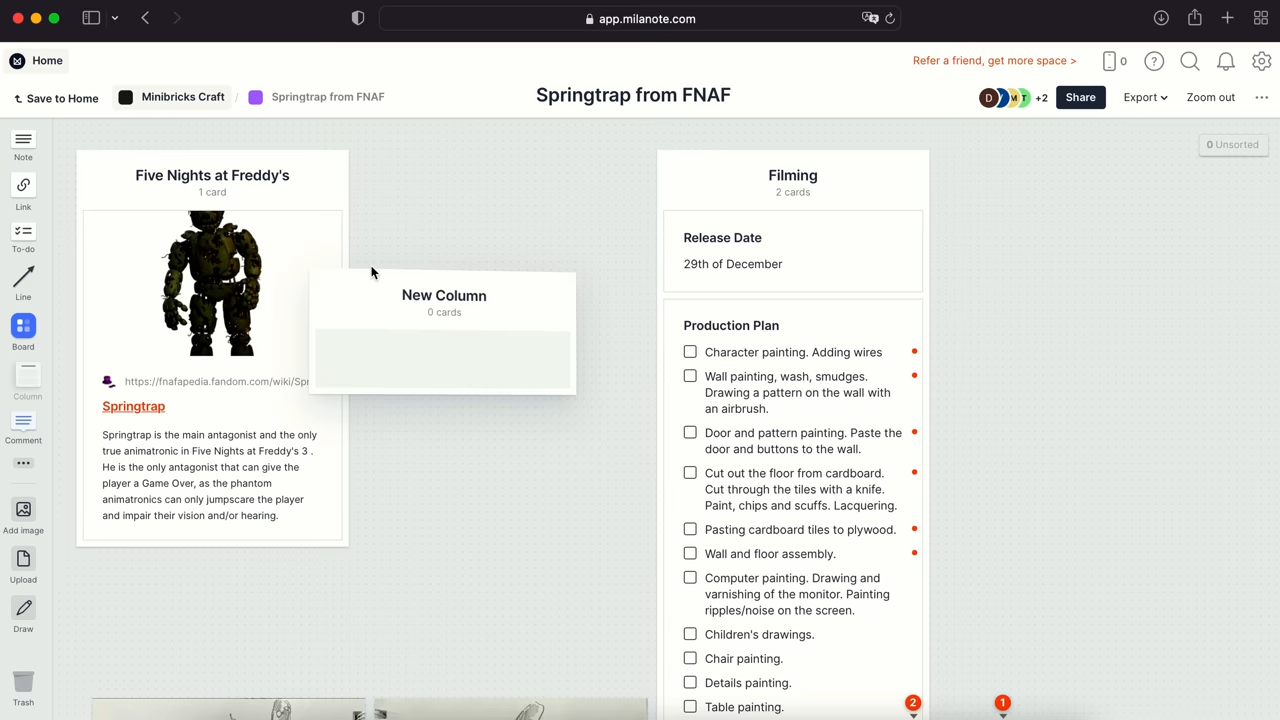 app.milanote.com
Home
Refer a friend, get more space >
0
Save to Home
Minibricks Craft / Springtrap from FNAF
Springtrap from FNAF
D
M
T
+2
Share
Export
Zoom out
0 Unsorted
Note
Link
To-do
Line
Board
Column
Comment
Add image
Upload
Draw
Trash
Five Nights at Freddy's
1 card
https://fnafapedia.fandom.com/wiki/Spr
Springtrap
Springtrap is the main antagonist and the only
true animatronic in Five Nights at Freddy's 3 .
He is the only antagonist that can give the
player a Game Over, as the phantom
animatronics can only jumpscare the player
and impair their vision and/or hearing.
New Column
0 cards
Filming
2 cards
Release Date
29th of December
Production Plan
Character painting. Adding wires
Wall painting, wash, smudges.
Drawing a pattern on the wall with
an airbrush.
Door and pattern painting. Paste the
door and buttons to the wall.
Cut out the floor from cardboard.
Cut through the tiles with a knife.
Paint, chips and scuffs. Lacquering.
Pasting cardboard tiles to plywood.
Wall and floor assembly.
Computer painting. Drawing and
varnishing of the monitor. Painting
ripples/noise on the screen.
Children's drawings.
Chair painting.
Details painting.
Table painting.
2
1